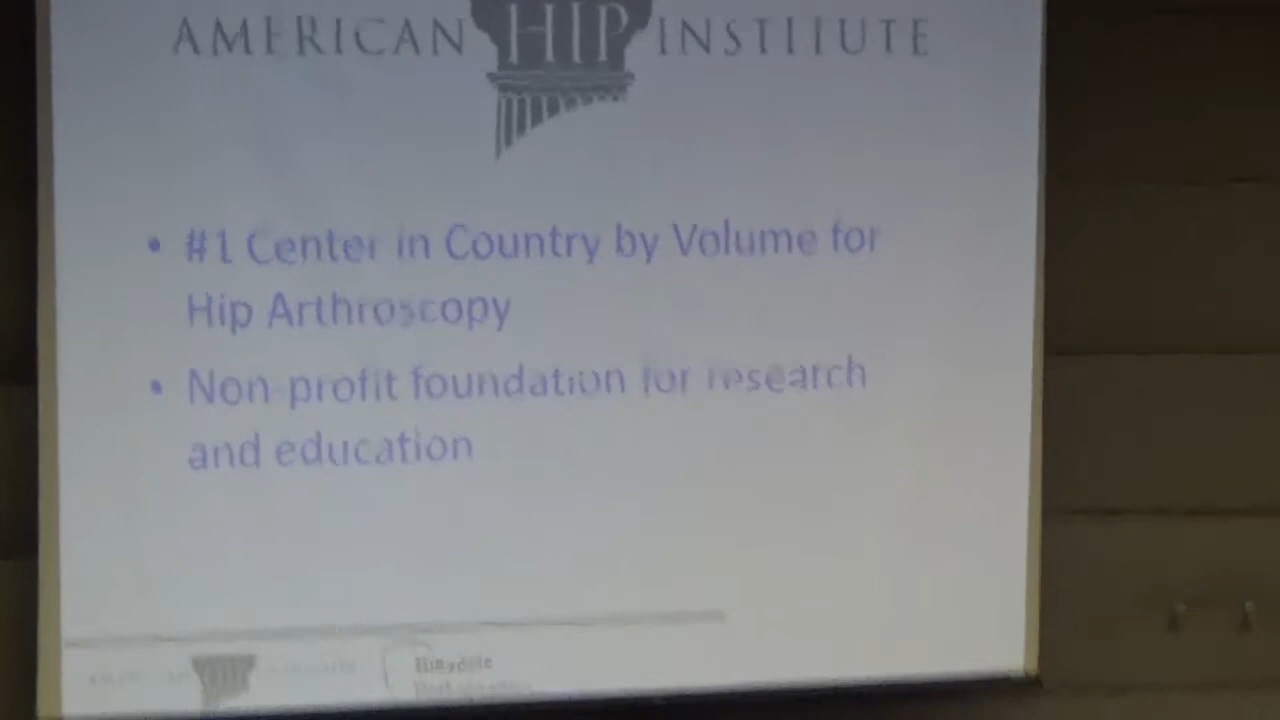 AMERICAN HIP INSTITUTE
• #1 Center in Country by Volume for
Hip Arthroscopy
• Non-profit foundation for research
and education
Hinsdale